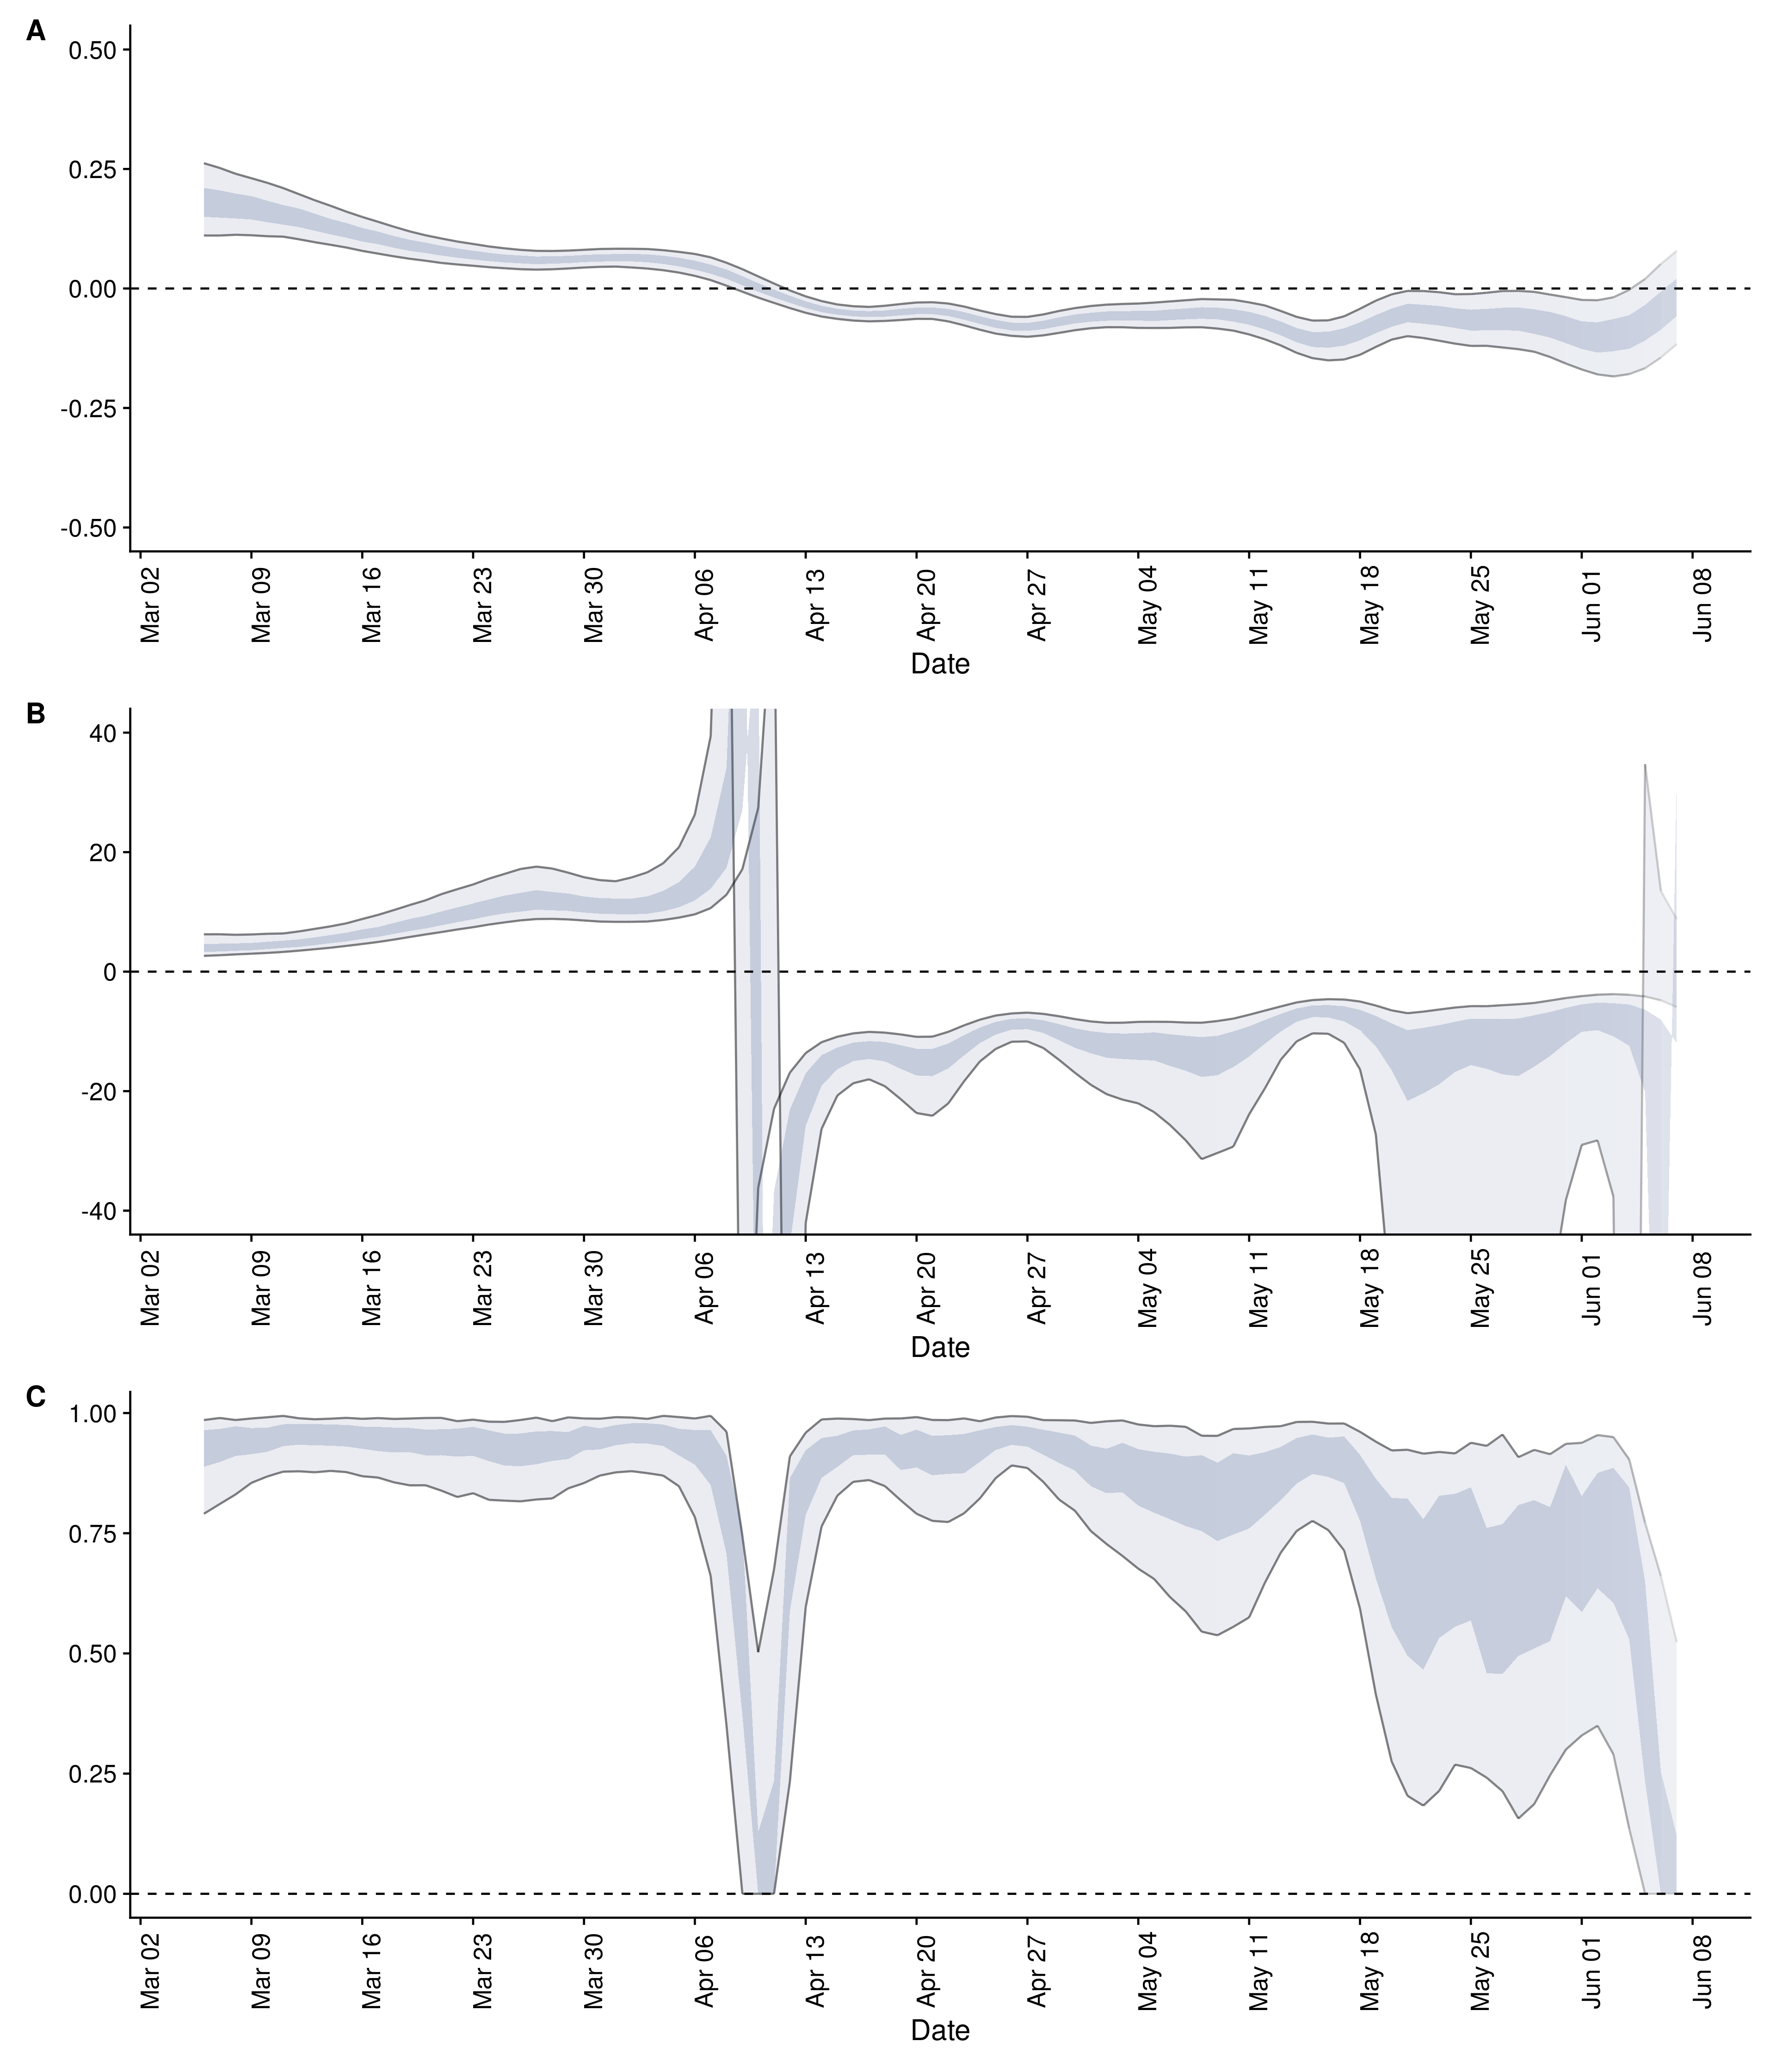 A
0.50
0.25
0.00
-0.25
-0.50
Mar 02
Mar 09
Mar 16
Mar 23
Mar 30
Apr 06
Apr 13
Apr 20
Apr 27
May 04
May 11
May 18
May 25
Jun 01
Jun 08
Date
B
40
20
0
-20
-40
Mar 02
Mar 09
Mar 16
Mar 23
Mar 30
Apr 06
Apr 13
Apr 20
Apr 27
May 04
May 11
May 18
May 25
Jun 01
Jun 08
Date
C
1.00
0.75
0.50
0.25
0.00
Mar 02
Mar 09
Mar 16
Mar 23
Mar 30
Apr 06
Apr 13
Apr 20
Apr 27
May 04
May 11
May 18
May 25
Jun 01
Jun 08
Date